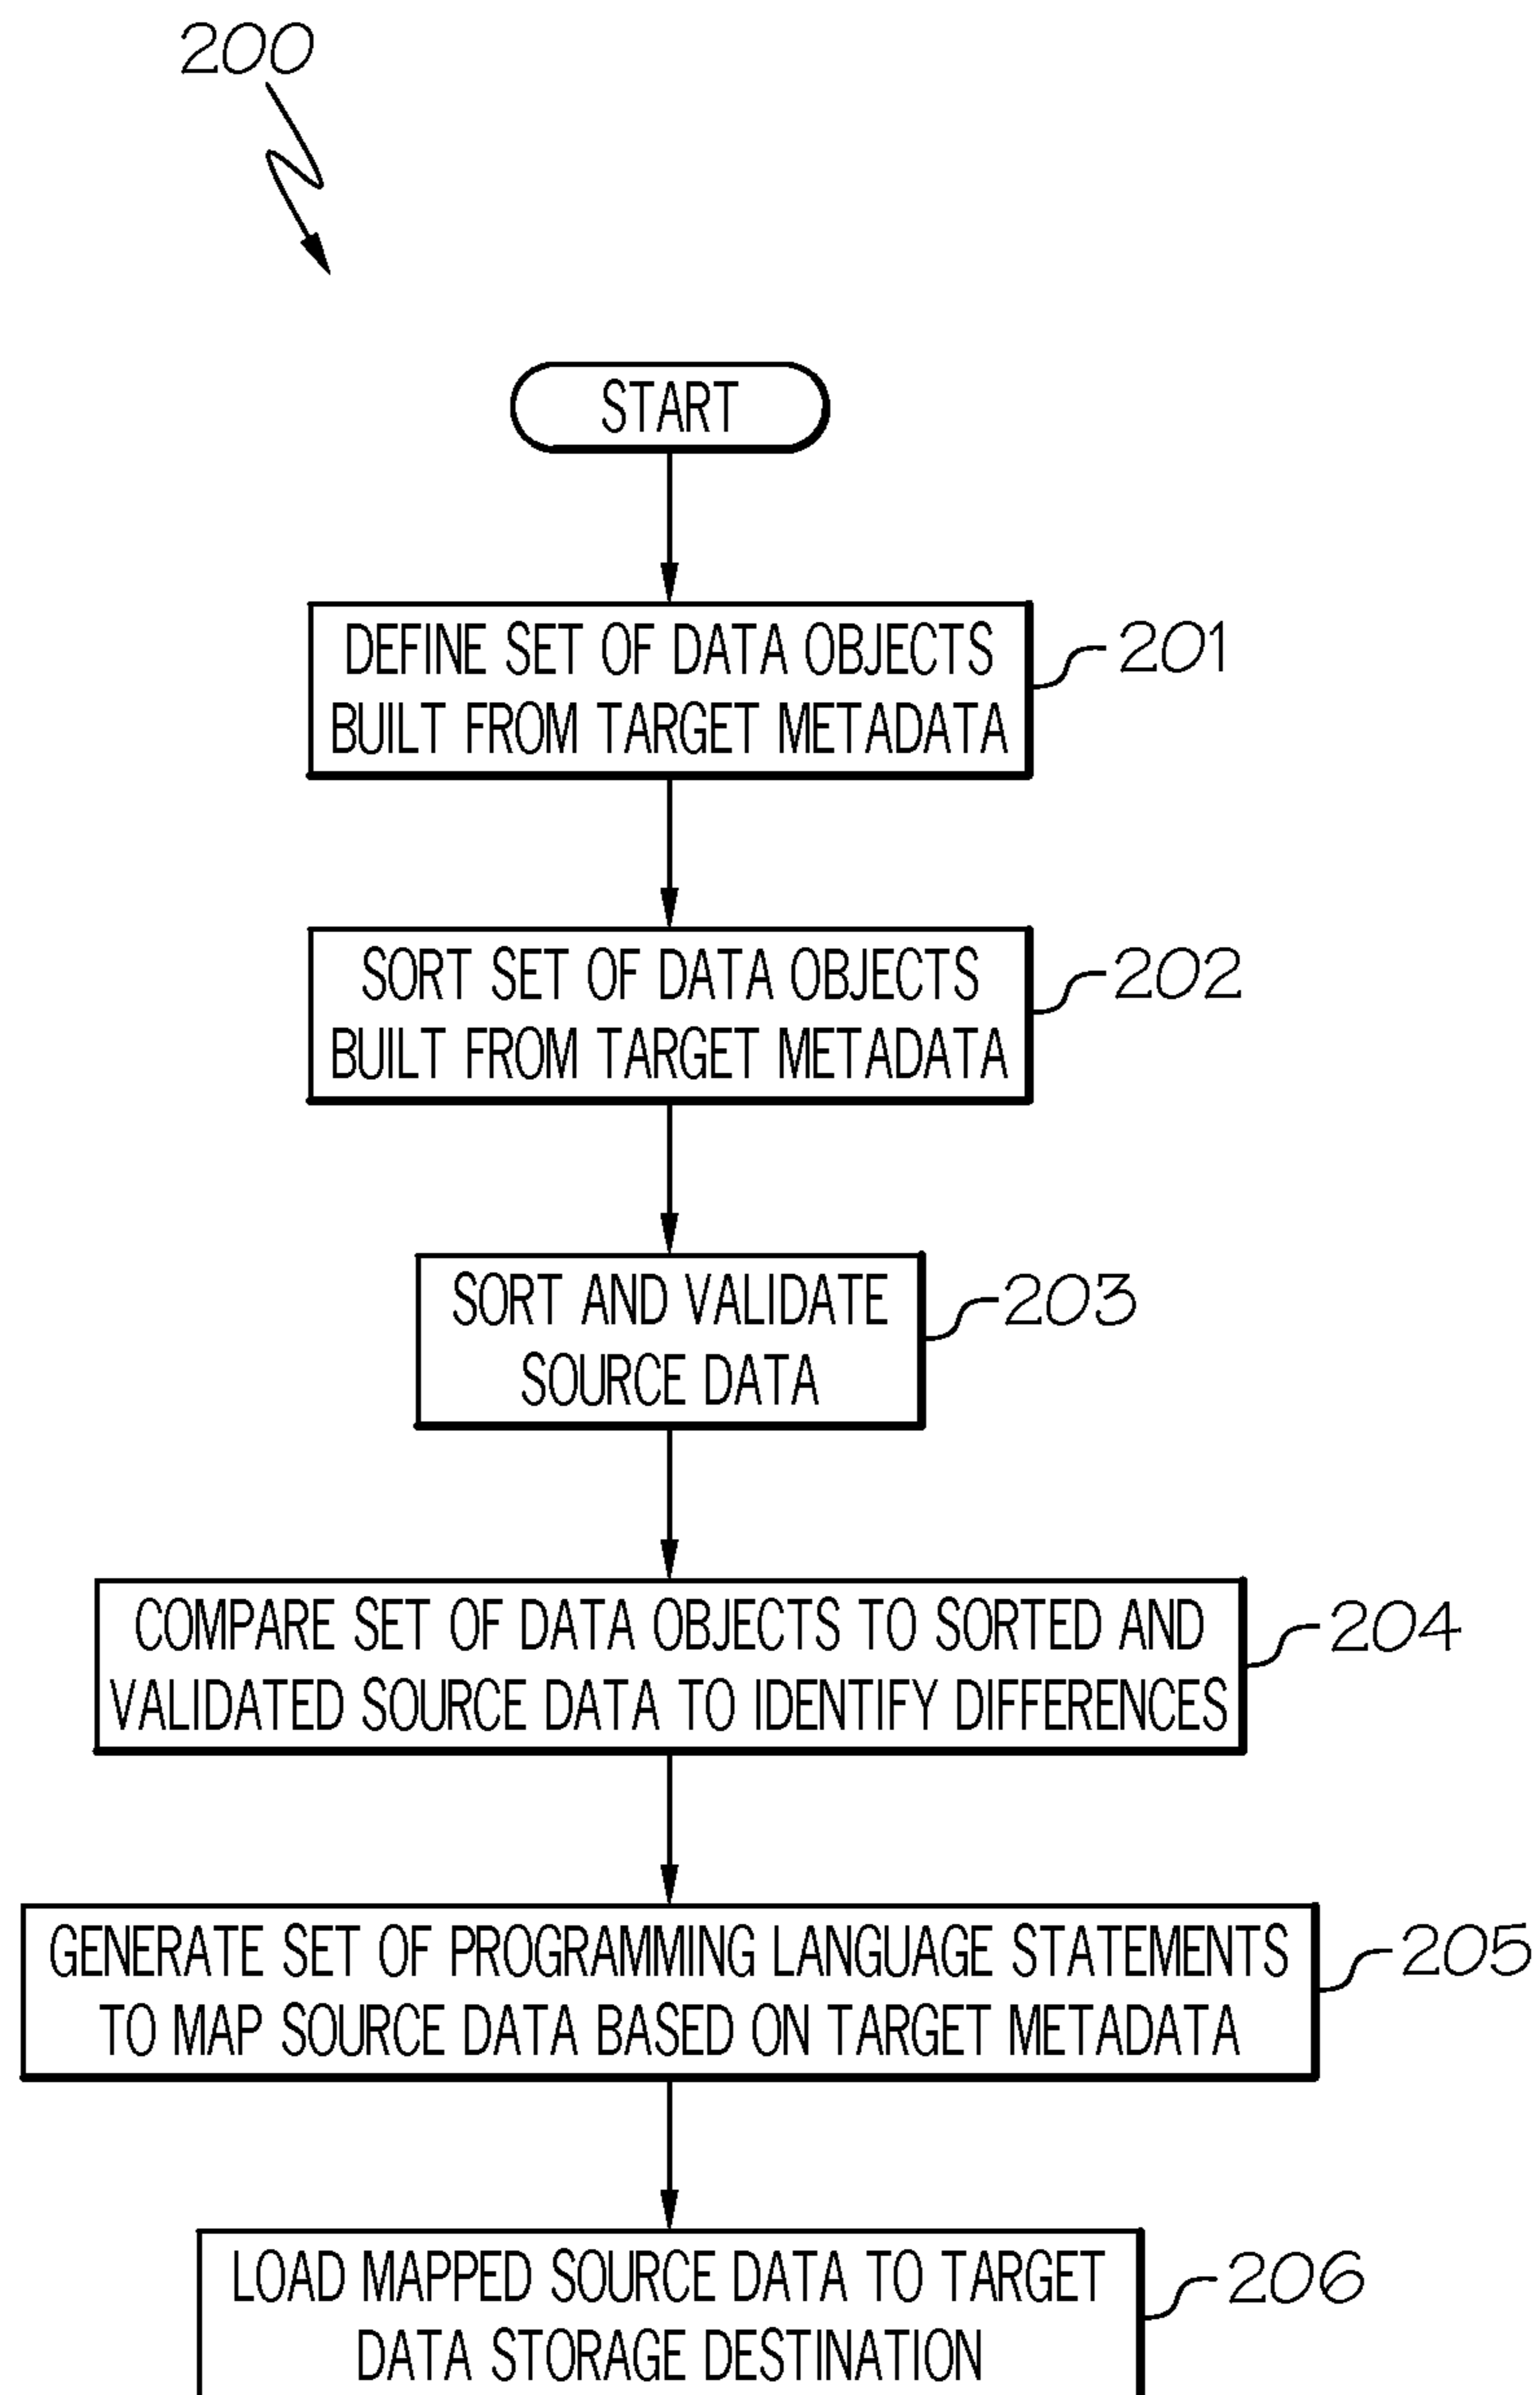 200
START
DEFINE SET OF DATA OBJECTS
BUILT FROM TARGET METADATA
201
SORT SET OF DATA OBJECTS
BUILT FROM TARGET METADATA
202
SORT AND VALIDATE
SOURCE DATA
203
COMPARE SET OF DATA OBJECTS TO SORTED AND
VALIDATED SOURCE DATA TO IDENTIFY DIFFERENCES
204
GENERATE SET OF PROGRAMMING LANGUAGE STATEMENTS
TO MAP SOURCE DATA BASED ON TARGET METADATA
205
LOAD MAPPED SOURCE DATA TO TARGET
DATA STORAGE DESTINATION
206